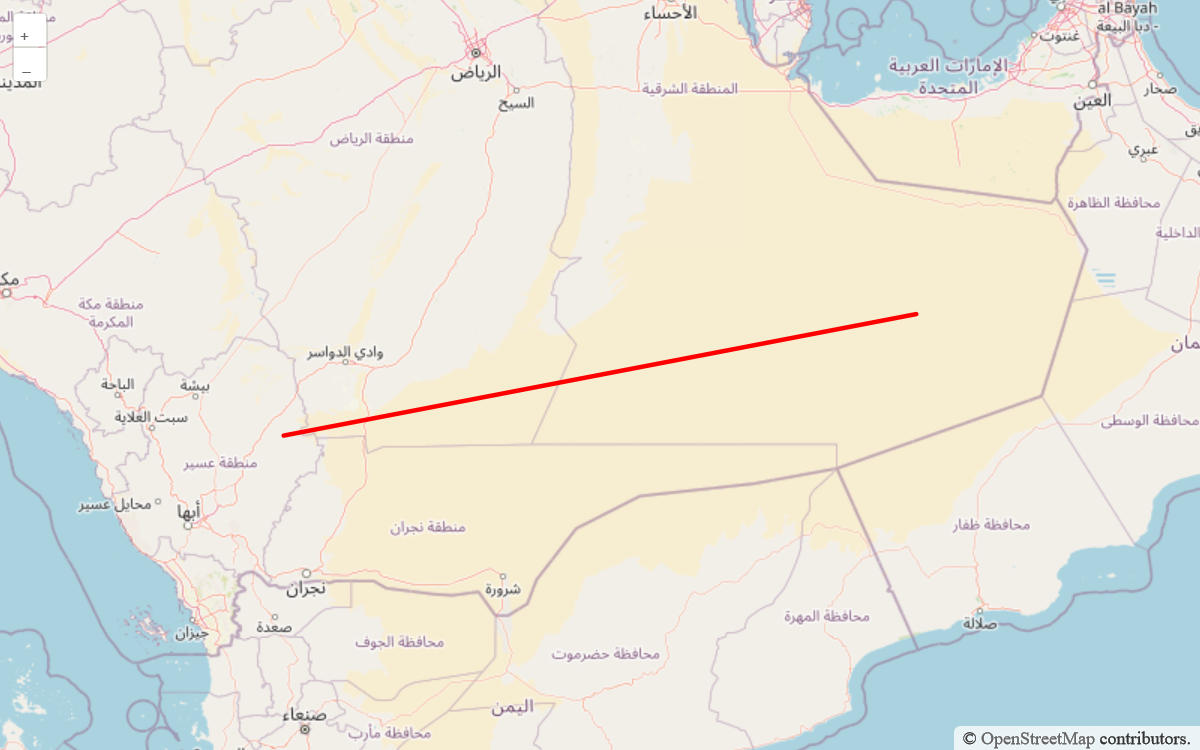 الأحساء
al Bayah
دبا البيعة -
غنتوت
+
الرياض
الإمارات العربية
المتحدة
–
السيح
المنطقة الشرقية
العين
صحار
منطقة الرياض
عبري
محافظة الظاهرة
منطقة مكة
المكرمة
وادي الدواسر
الباحة
بيشة
سبت العلاية
محافظة الوسطى
منطقة عسير
محايل عسير
أبها
منطقة نجران
محافظة ظفار
نجران
شرورة
جيزان
صعدة
محافظة المهرة
صلالة
محافظة الجوف
محافظة حضرموت
اليمن
صنعاء
محافظة مأرب
© OpenStreetMap contributors.